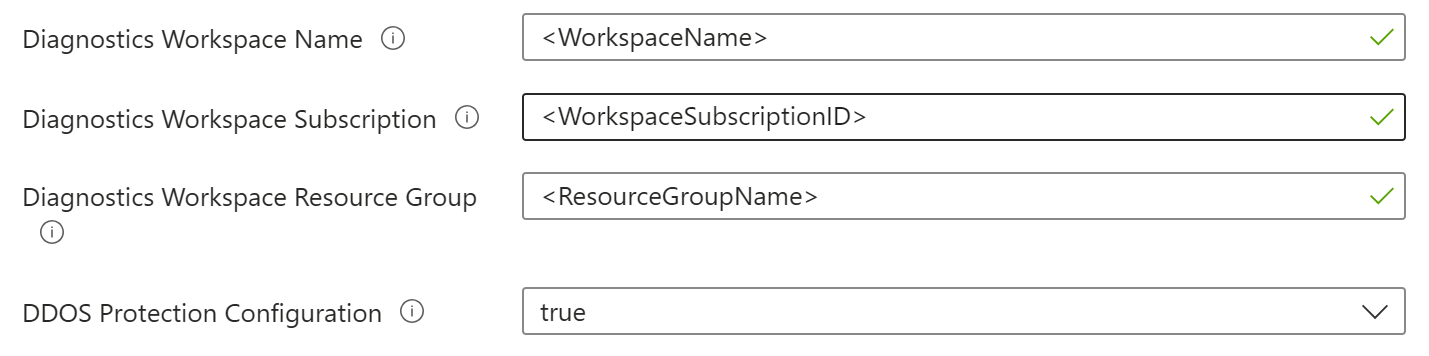 Diagnostics Workspace Name <WorkspaceName>
Diagnostics Workspace Subscription <WorkspaceSubscriptionID>
Diagnostics Workspace Resource Group <ResourceGroupName>
DDOS Protection Configuration true